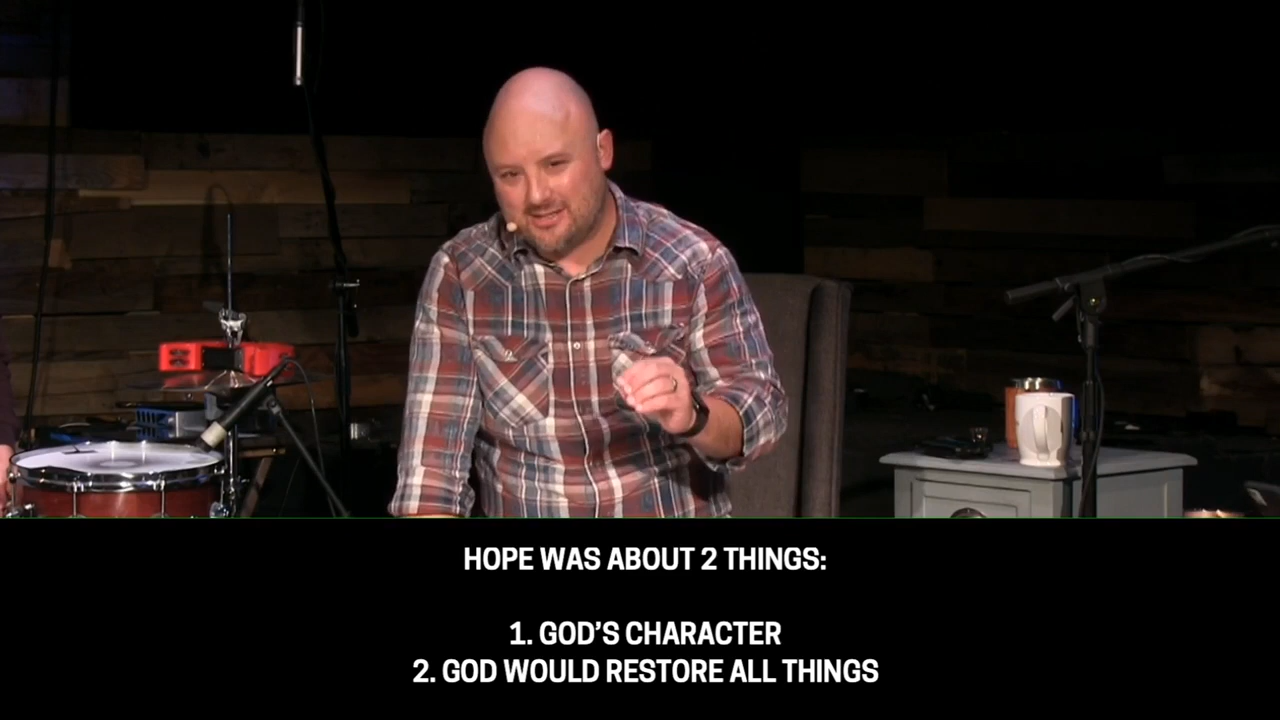 HOPE WAS ABOUT 2 THINGS:
1. GOD’S CHARACTER
2. GOD WOULD RESTORE ALL THINGS